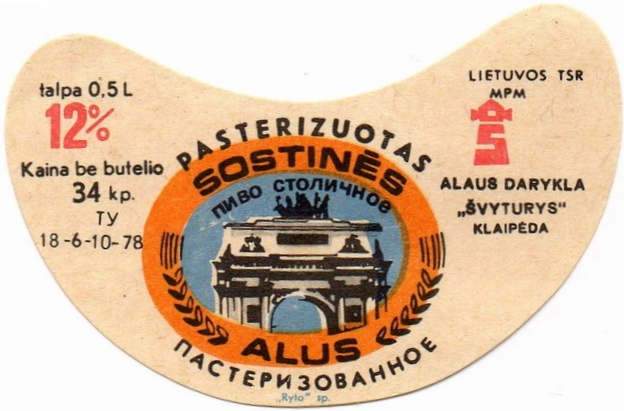 talpa 0,5 L
12%
Kaina be butelio
34 kp.
ТУ
18-6-10-78
PASTERIZUOTAS
SOSTINĖS
ПИВО СТОЛИЧНОЕ
ALUS
ПАСТЕРИЗОВАННОЕ
„Ryto" sp.
LIETUVOS TSR
MPM
S
ALAUS DARYKLA
„ŠVYTURYS"
KLAIPĖDA